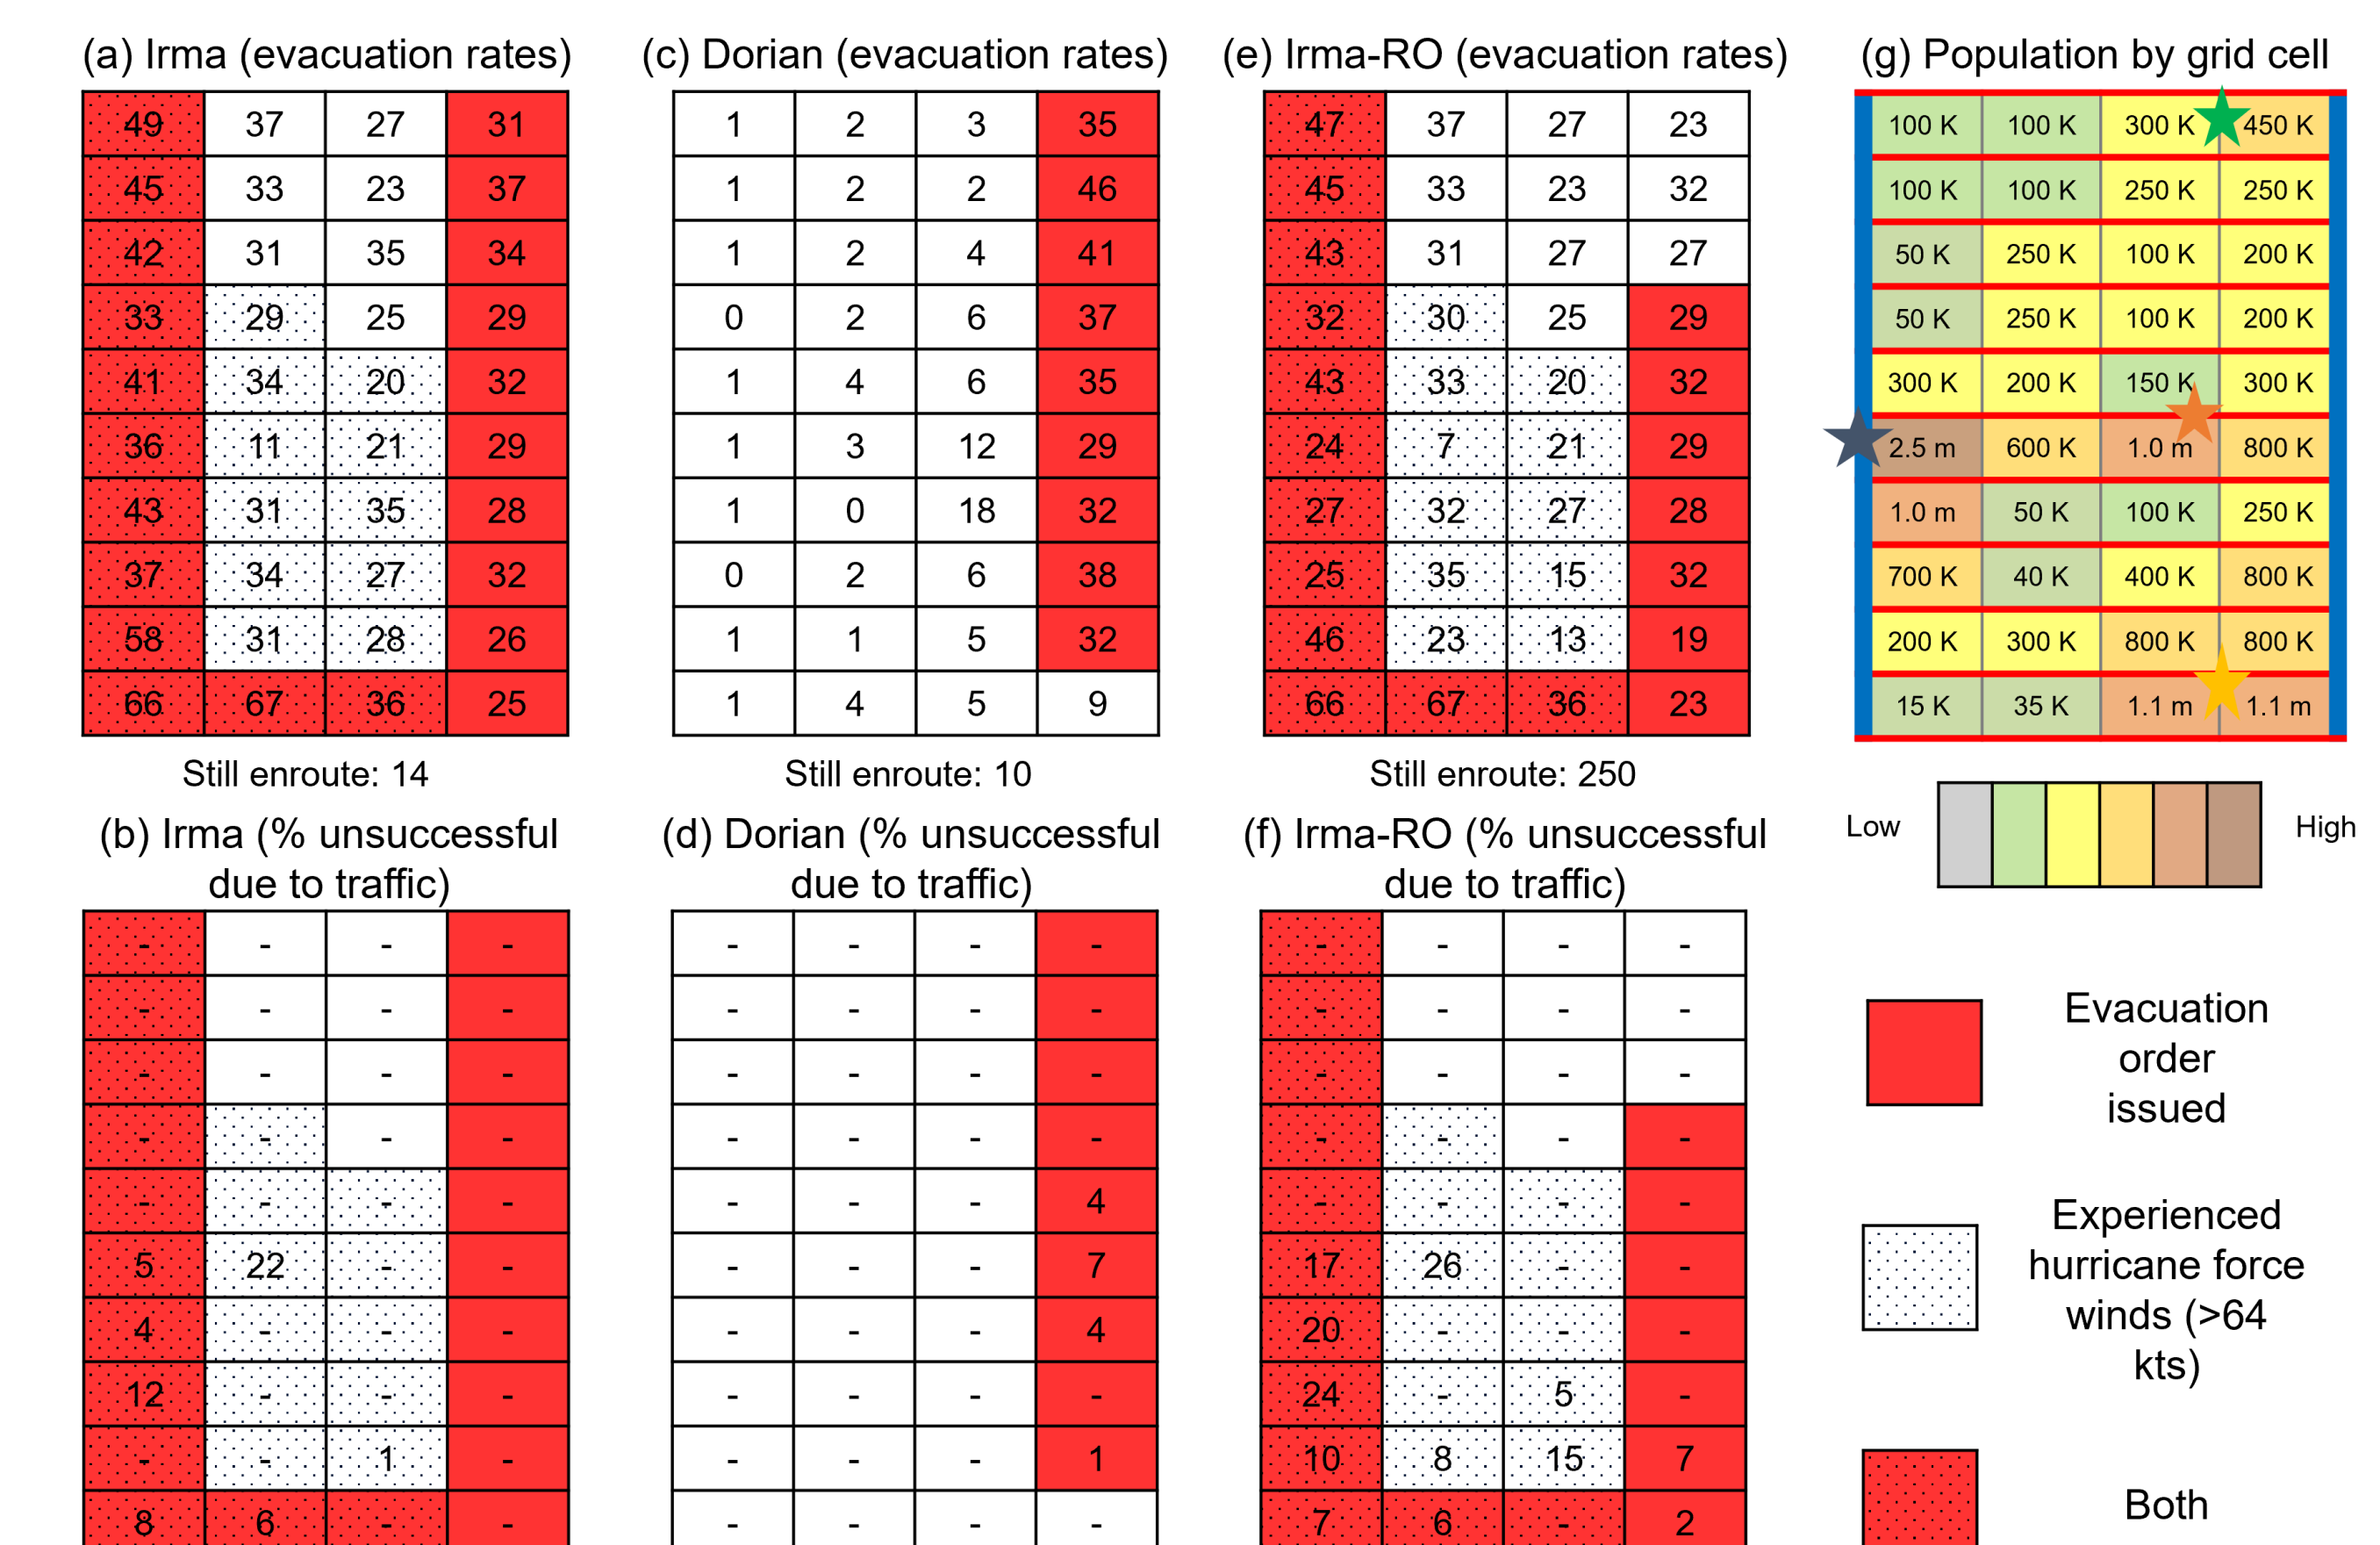 (a) Irma (evacuation rates)
49 37 27 31
45 33 23 37
42 31 35 34
33 29 25 29
41 34 20 32
36 11 21 29
43 31 35 28
37 34 27 32
58 31 28 26
66 67 36 25
Still enroute: 14
(c) Dorian (evacuation rates)
1 2 3 35
1 2 2 46
1 2 4 41
0 2 6 37
1 4 6 35
1 3 12 29
1 0 18 32
0 2 6 38
1 1 5 32
1 4 5 9
Still enroute: 10
(e) Irma-RO (evacuation rates)
47 37 27 23
45 33 23 32
43 31 27 27
32 30 25 29
43 33 20 32
24 7 21 29
27 32 27 28
25 35 15 32
46 23 13 19
66 67 36 23
Still enroute: 250
(g) Population by grid cell
100 K 100 K 300 K 450 K
100 K 100 K 250 K 250 K
50 K 250 K 100 K 200 K
50 K 250 K 100 K 200 K
300 K 200 K 150 K 300 K
2.5 m 600 K 1.0 m 800 K
1.0 m 50 K 100 K 250 K
700 K 40 K 400 K 800 K
200 K 300 K 800 K 800 K
15 K 35 K 1.1 m 1.1 m
Low High
(b) Irma (% unsuccessful
due to traffic)
- - - -
- - - -
- - - -
- - - -
- - - -
5 22 - -
4 - - -
12 - - -
- - 1 -
8 6 - -
(d) Dorian (% unsuccessful
due to traffic)
- - - -
- - - -
- - - -
- - - -
- - - 4
- - - 7
- - - 4
- - - -
- - - 1
- - - -
(f) Irma-RO (% unsuccessful
due to traffic)
- - - -
- - - -
- - - -
- - - -
- - - -
17 26 - -
20 - - -
24 - 5 -
10 8 15 7
7 6 - 2
Evacuation
order
issued
Experienced
hurricane force
winds (>64
kts)
Both